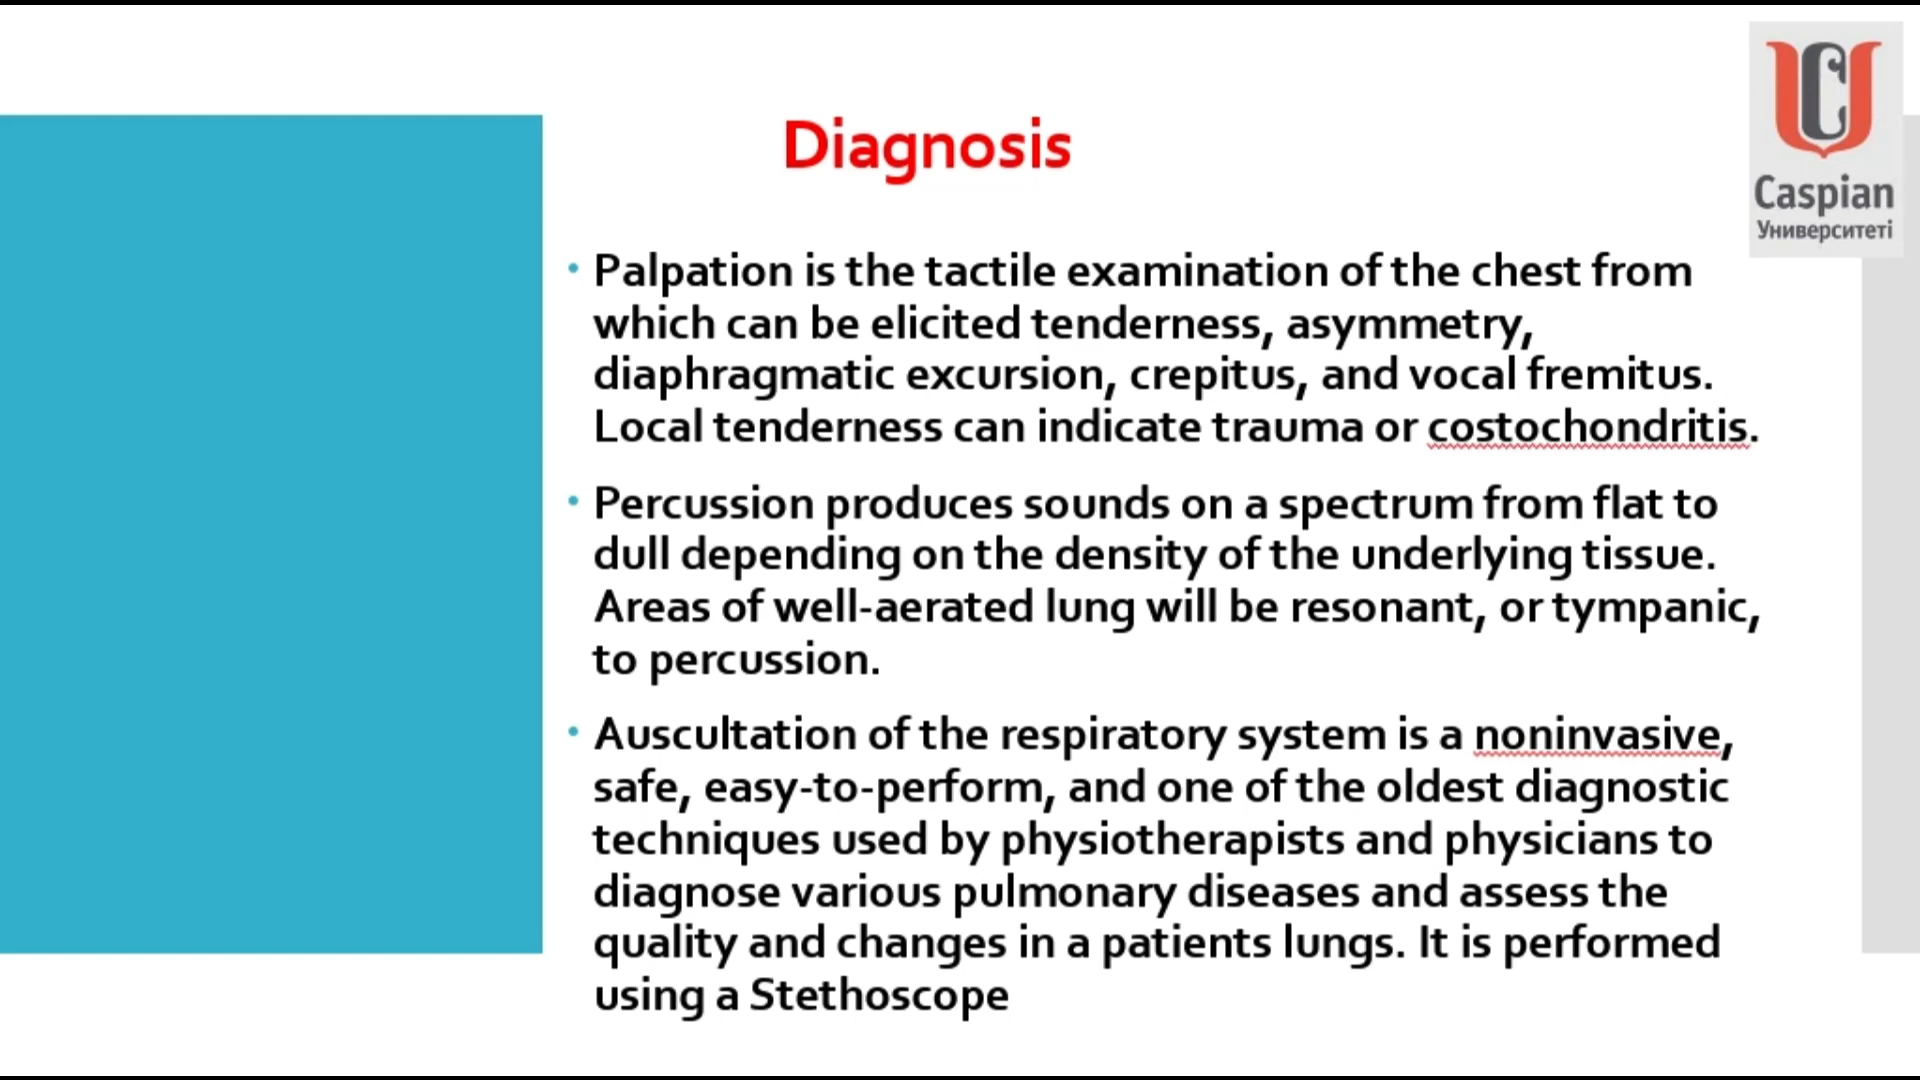 Diagnosis
Caspian
Университеті
• Palpation is the tactile examination of the chest from
which can be elicited tenderness, asymmetry,
diaphragmatic excursion, crepitus, and vocal fremitus.
Local tenderness can indicate trauma or costochondritis.
• Percussion produces sounds on a spectrum from flat to
dull depending on the density of the underlying tissue.
Areas of well-aerated lung will be resonant, or tympanic,
to percussion.
• Auscultation of the respiratory system is a noninvasive,
safe, easy-to-perform, and one of the oldest diagnostic
techniques used by physiotherapists and physicians to
diagnose various pulmonary diseases and assess the
quality and changes in a patients lungs. It is performed
using a Stethoscope